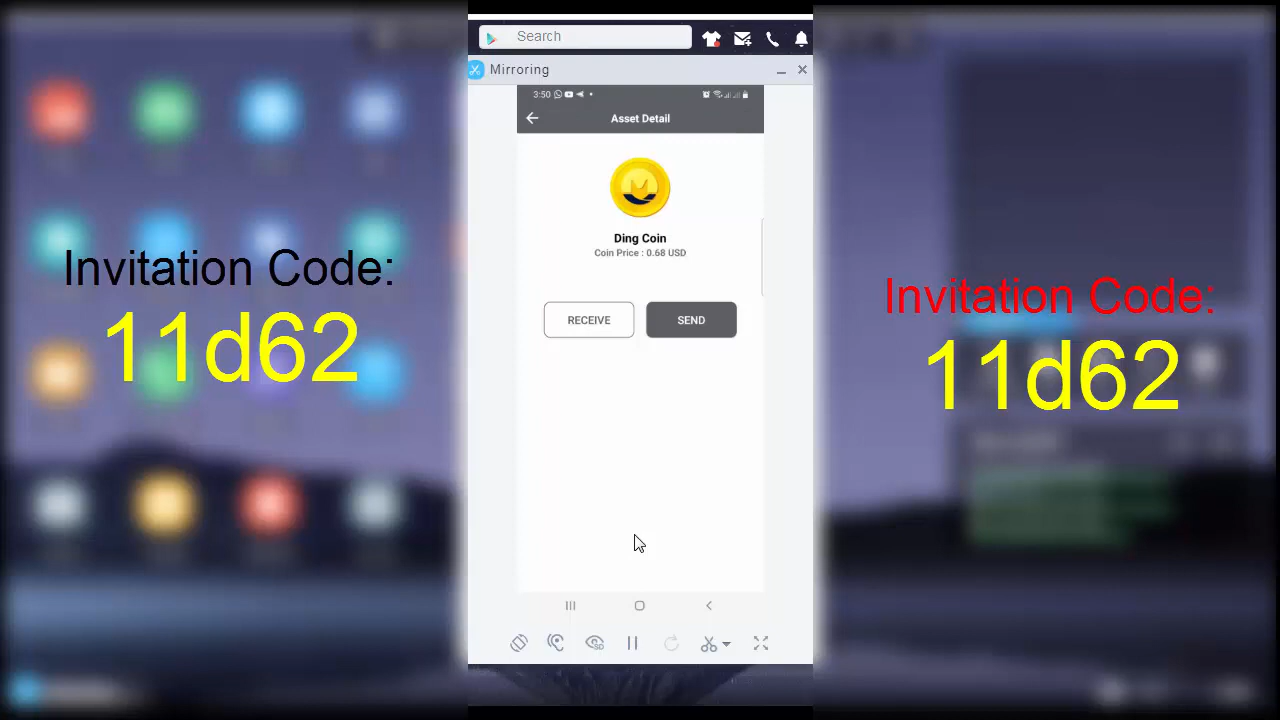 Search
Mirroring
3:50
Asset Detail
Ding Coin
Coin Price : 0.68 USD
RECEIVE
SEND
SD
Invitation Code:
11d62
Invitation Code:
11d62